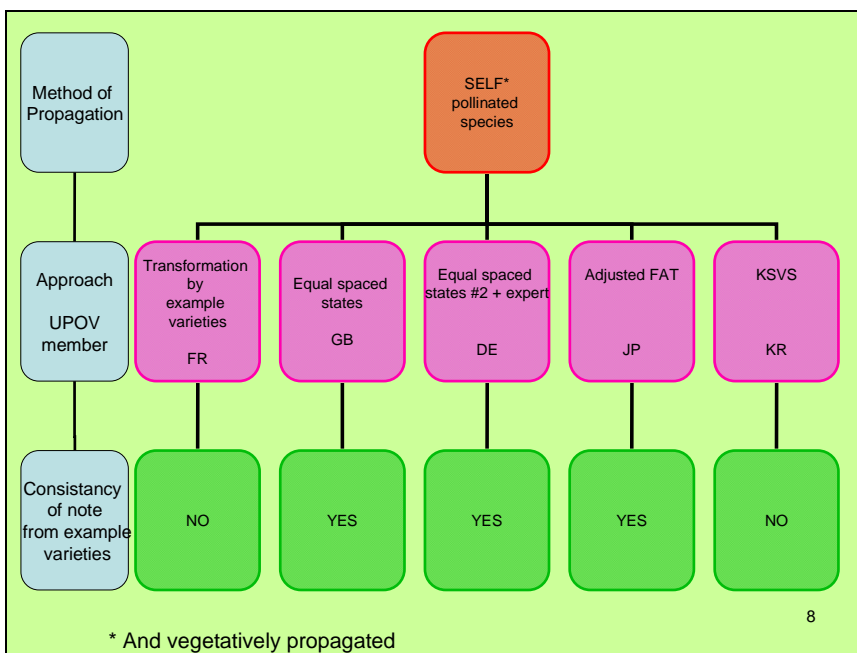 Method of
Propagation
SELF*
pollinated
species
Approach
UPOV
member
Transformation
by
example
varieties
FR
Equal spaced
states
GB
Equal spaced
states #2 + expert
DE
Adjusted FAT
JP
KSVS
KR
Consistancy
of note
from example
varieties
NO
YES
YES
YES
NO
8
* And vegetatively propagated